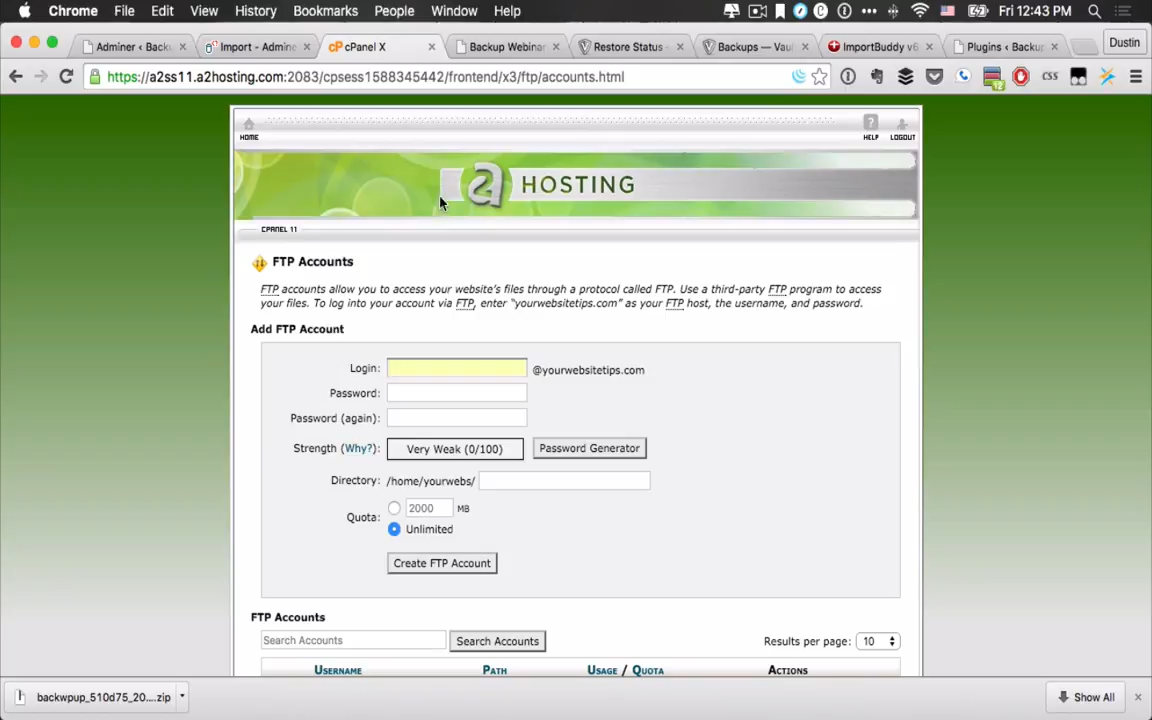 Chrome File Edit View History Bookmarks People Window Help Fri 12:43 PM
Adminer ‹ Back Import - Admine cPanel X Backup Webinar Restore Status - Backups — Vau ImportBuddy v6 Plugins ‹ Backu Dustin
https://a2ss11.a2hosting.com:2083/cpsess1588345442/frontend/x3/ftp/accounts.html
CSS
12
HOME HELP LOGOUT
a2 HOSTING
CPANEL 11
FTP Accounts
FTP accounts allow you to access your website's files through a protocol called FTP. Use a third-party FTP program to access
your files. To log into your account via FTP, enter "yourwebsitetips.com" as your FTP host, the username, and password.
Add FTP Account
Login: @yourwebsitetips.com
Password:
Password (again):
Strength (Why?): Very Weak (0/100) Password Generator
Directory: /home/yourwebs/
Quota: 2000 MB
Unlimited
Create FTP Account
FTP Accounts
Search Accounts Search Accounts Results per page: 10
USERNAME PATH USAGE / QUOTA ACTIONS
backwpup_510d75_20....zip Show All